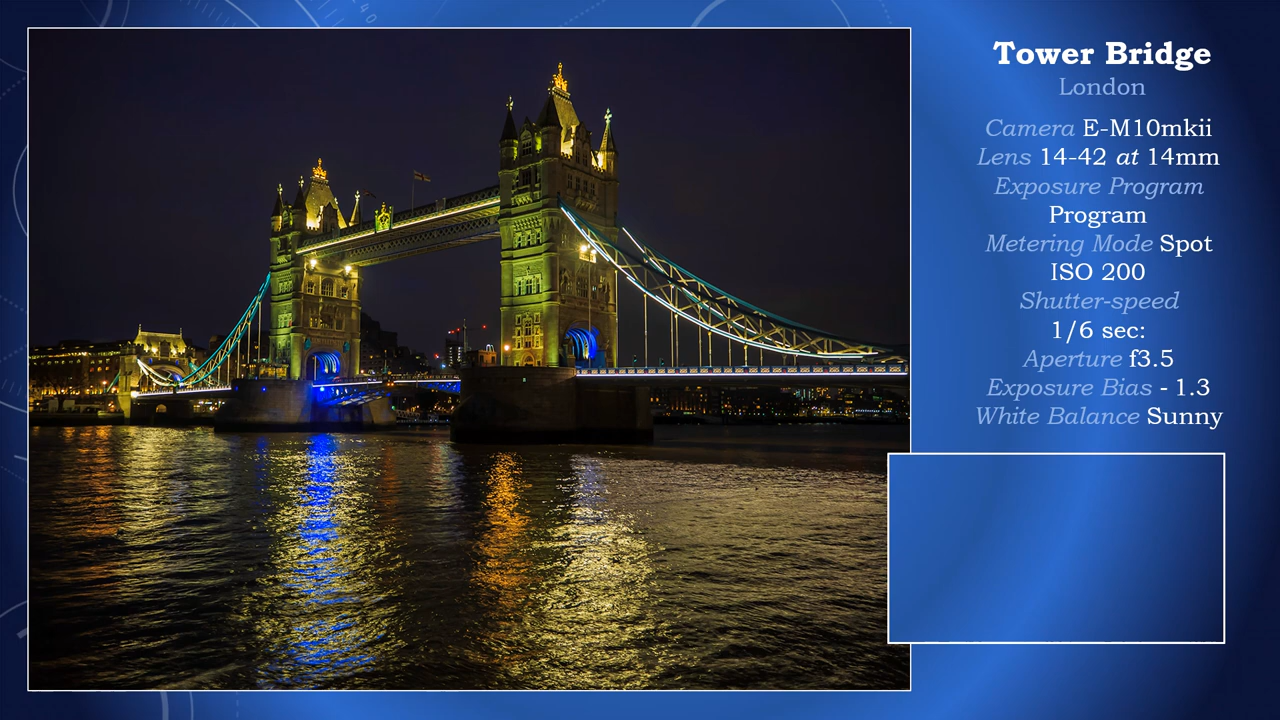 Tower Bridge
London
Camera E-M10mkii
Lens 14-42 at 14mm
Exposure Program
Program
Metering Mode Spot
ISO 200
Shutter-speed
1/6 sec:
Aperture f3.5
Exposure Bias - 1.3
White Balance Sunny